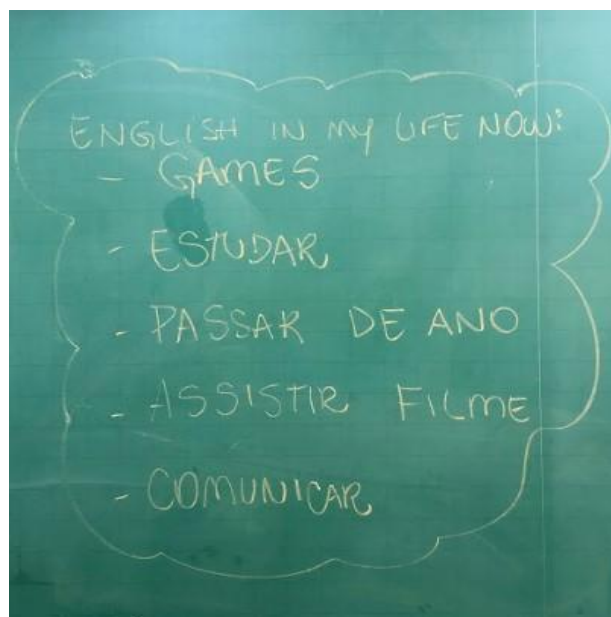 ENGLISH IN MY LIFE NOW:
- GAMES
- ESTUDAR
- PASSAR DE ANO
- ASSISTIR FILME
- COMUNICAR